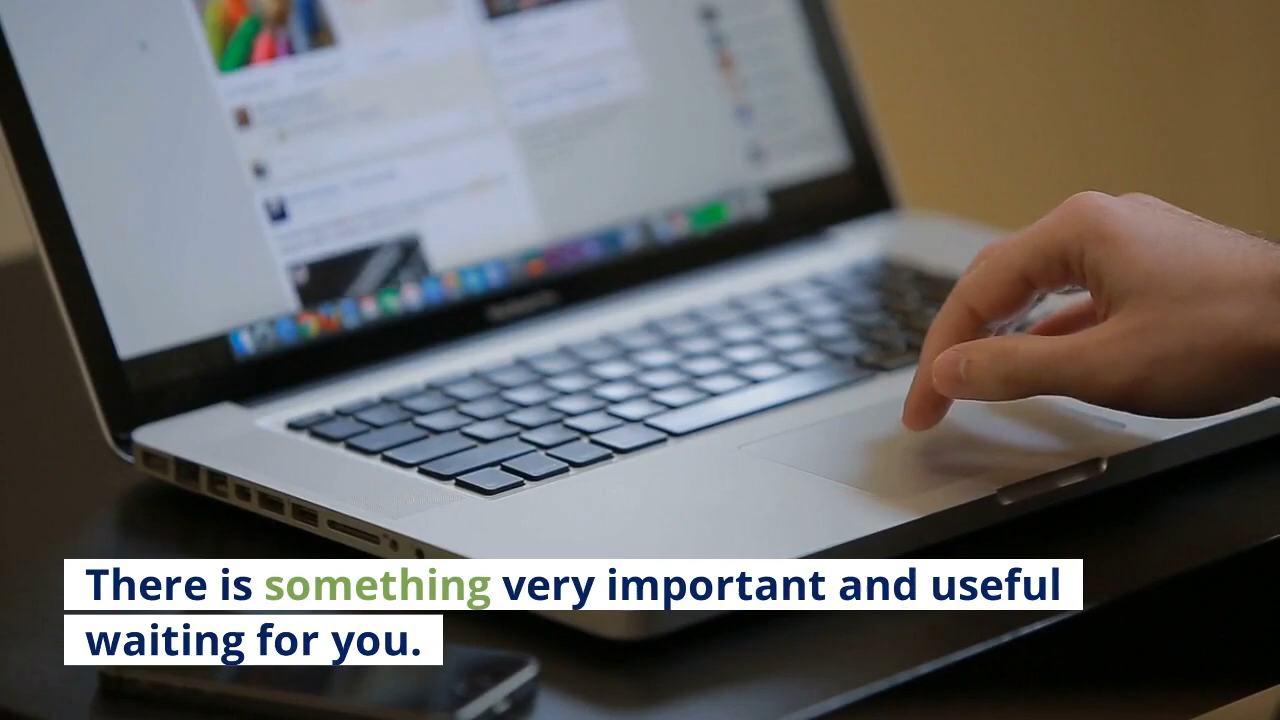 There is something very important and useful
waiting for you.